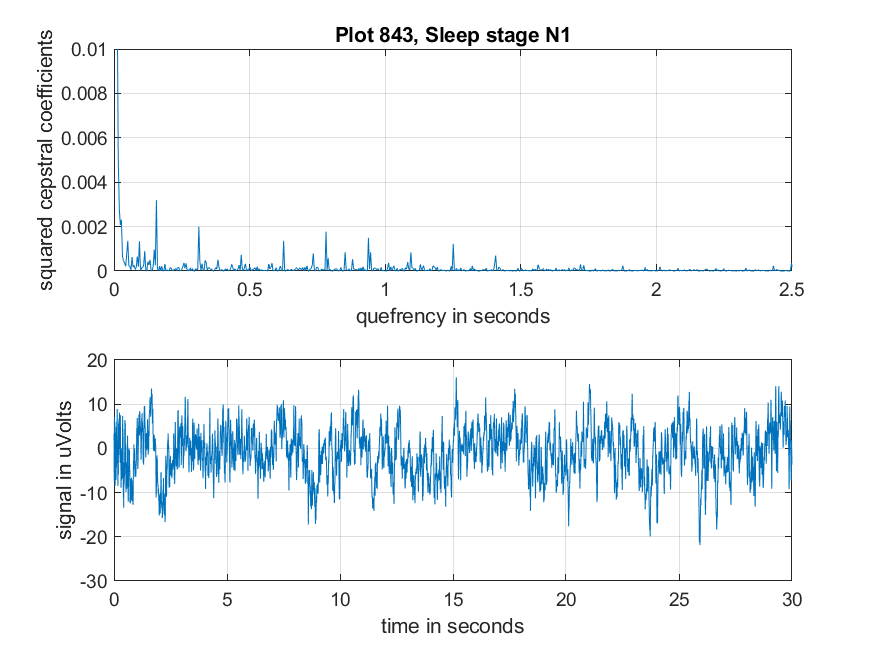 Plot 843, Sleep stage N1
squared cepstral coefficients
0.01
0.008
0.006
0.004
0.002
0
0 0.5 1 1.5 2 2.5
quefrency in seconds
signal in uVolts
20
10
0
-10
-20
-30
0 5 10 15 20 25 30
time in seconds